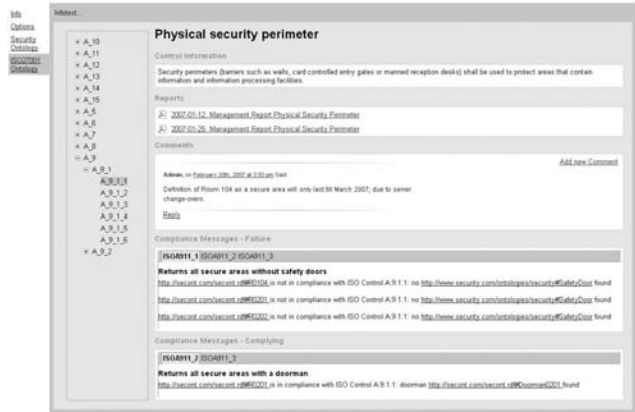 Info
Options
Security
Ontology
ISO27001
Ontology
Infotext...
A_10
A_11
A_12
A_13
A_14
A_15
A_5
A_6
A_7
A_8
A_9
A_9_1
A_9_1_1
A_9_1_2
A_9_1_3
A_9_1_4
A_9_1_5
A_9_1_6
A_9_2
Physical security perimeter
Control Information
Security perimeters (barriers such as walls, card controlled entry gates or manned reception desks) shall be used to protect areas that contain
information and information processing facilities.
Reports
2007-01-12: Management Report Physical Security Perimeter
2007-01-25: Management Report Physical Security Perimeter
Comments
Add new Comment
Admin, on February 20th, 2007 at 3:50 pm Said:
Definition of Room 104 as a secure area will only last till March 2007; due to server
change-overs.
Reply
Compliance Messages - Failure
ISOA911_1 ISOA911_2 ISOA911_3
Returns all secure areas without safety doors
http://secont.com/secont.rdf#R0104 is not in compliance with ISO Control A.9.1.1: no http://www.security.com/ontologies/security#SafetyDoor found
http://secont.com/secont.rdf#R0201 is not in compliance with ISO Control A.9.1.1: no http://www.security.com/ontologies/security#SafetyDoor found
http://secont.com/secont.rdf#R0202 is not in compliance with ISO Control A.9.1.1: no http://www.security.com/ontologies/security#SafetyDoor found
Compliance Messages - Complying
ISOA911_2 ISOA911_3
Returns all secure areas with a doorman
http://secont.com/secont.rdf#R0201 is in compliance with ISO Control A.9.1.1: doorman http://secont.com/secont.rdf#Doorman0201 found